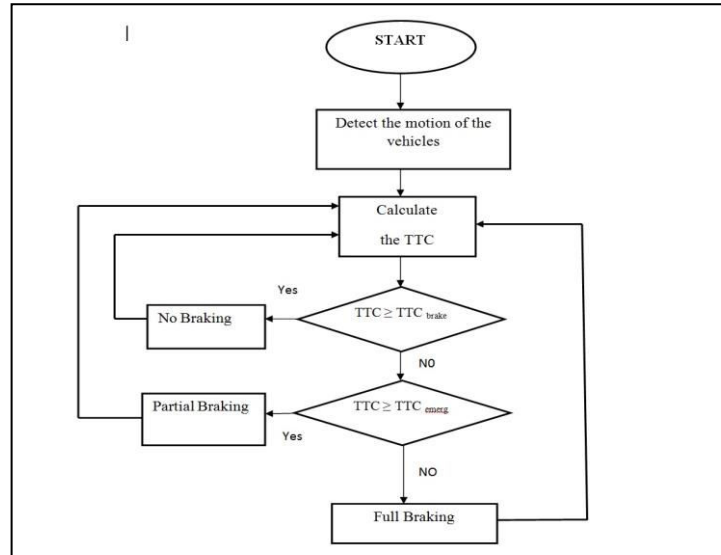 START
Detect the motion of the
vehicles
Calculate
the TTC
Yes
No Braking
TTC ≥ TTC brake
N0
Partial Braking
TTC ≥ TTC emerg
Yes
NO
Full Braking